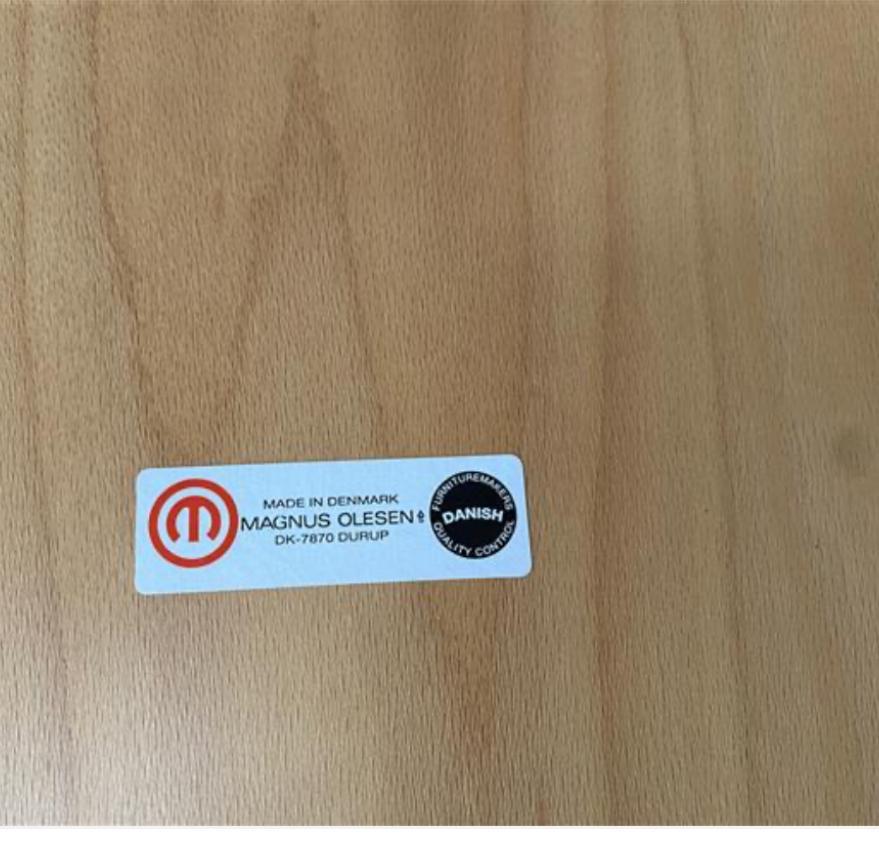 MADE IN DENMARK
MAGNUS OLESEN
DK-7870 DURUP
FURNITUREMAKERS
DANISH
QUALITY CONTROL